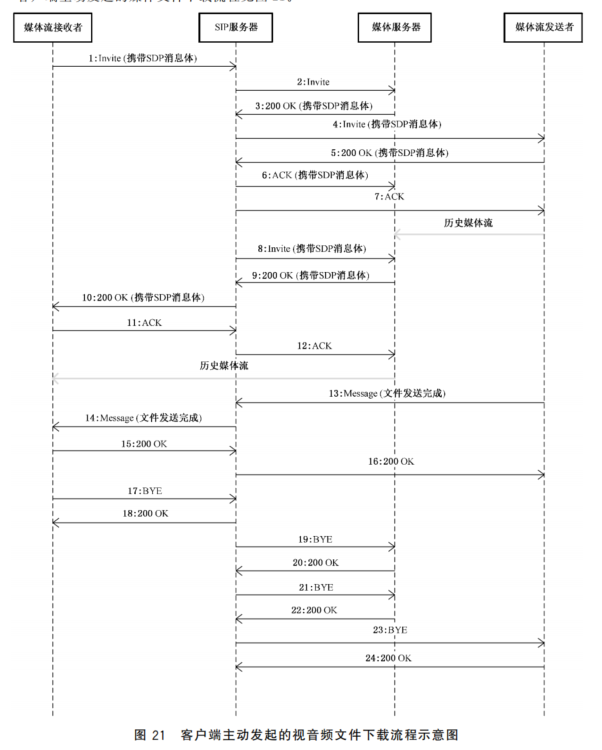 媒体流接收者 SIP服务器 媒体服务器 媒体流发送者
1:Invite (携带SDP消息体)
2:Invite
3:200 OK (携带SDP消息体)
4:Invite (携带SDP消息体)
5:200 OK (携带SDP消息体)
6:ACK (携带SDP消息体)
7:ACK
历史媒体流
8:Invite (携带SDP消息体)
9:200 OK (携带SDP消息体)
10:200 OK (携带SDP消息体)
11:ACK
12:ACK
历史媒体流
13:Message (文件发送完成)
14:Message (文件发送完成)
15:200 OK
16:200 OK
17:BYE
18:200 OK
19:BYE
20:200 OK
21:BYE
22:200 OK
23:BYE
24:200 OK
图 21 客户端主动发起的视音频文件下载流程示意图